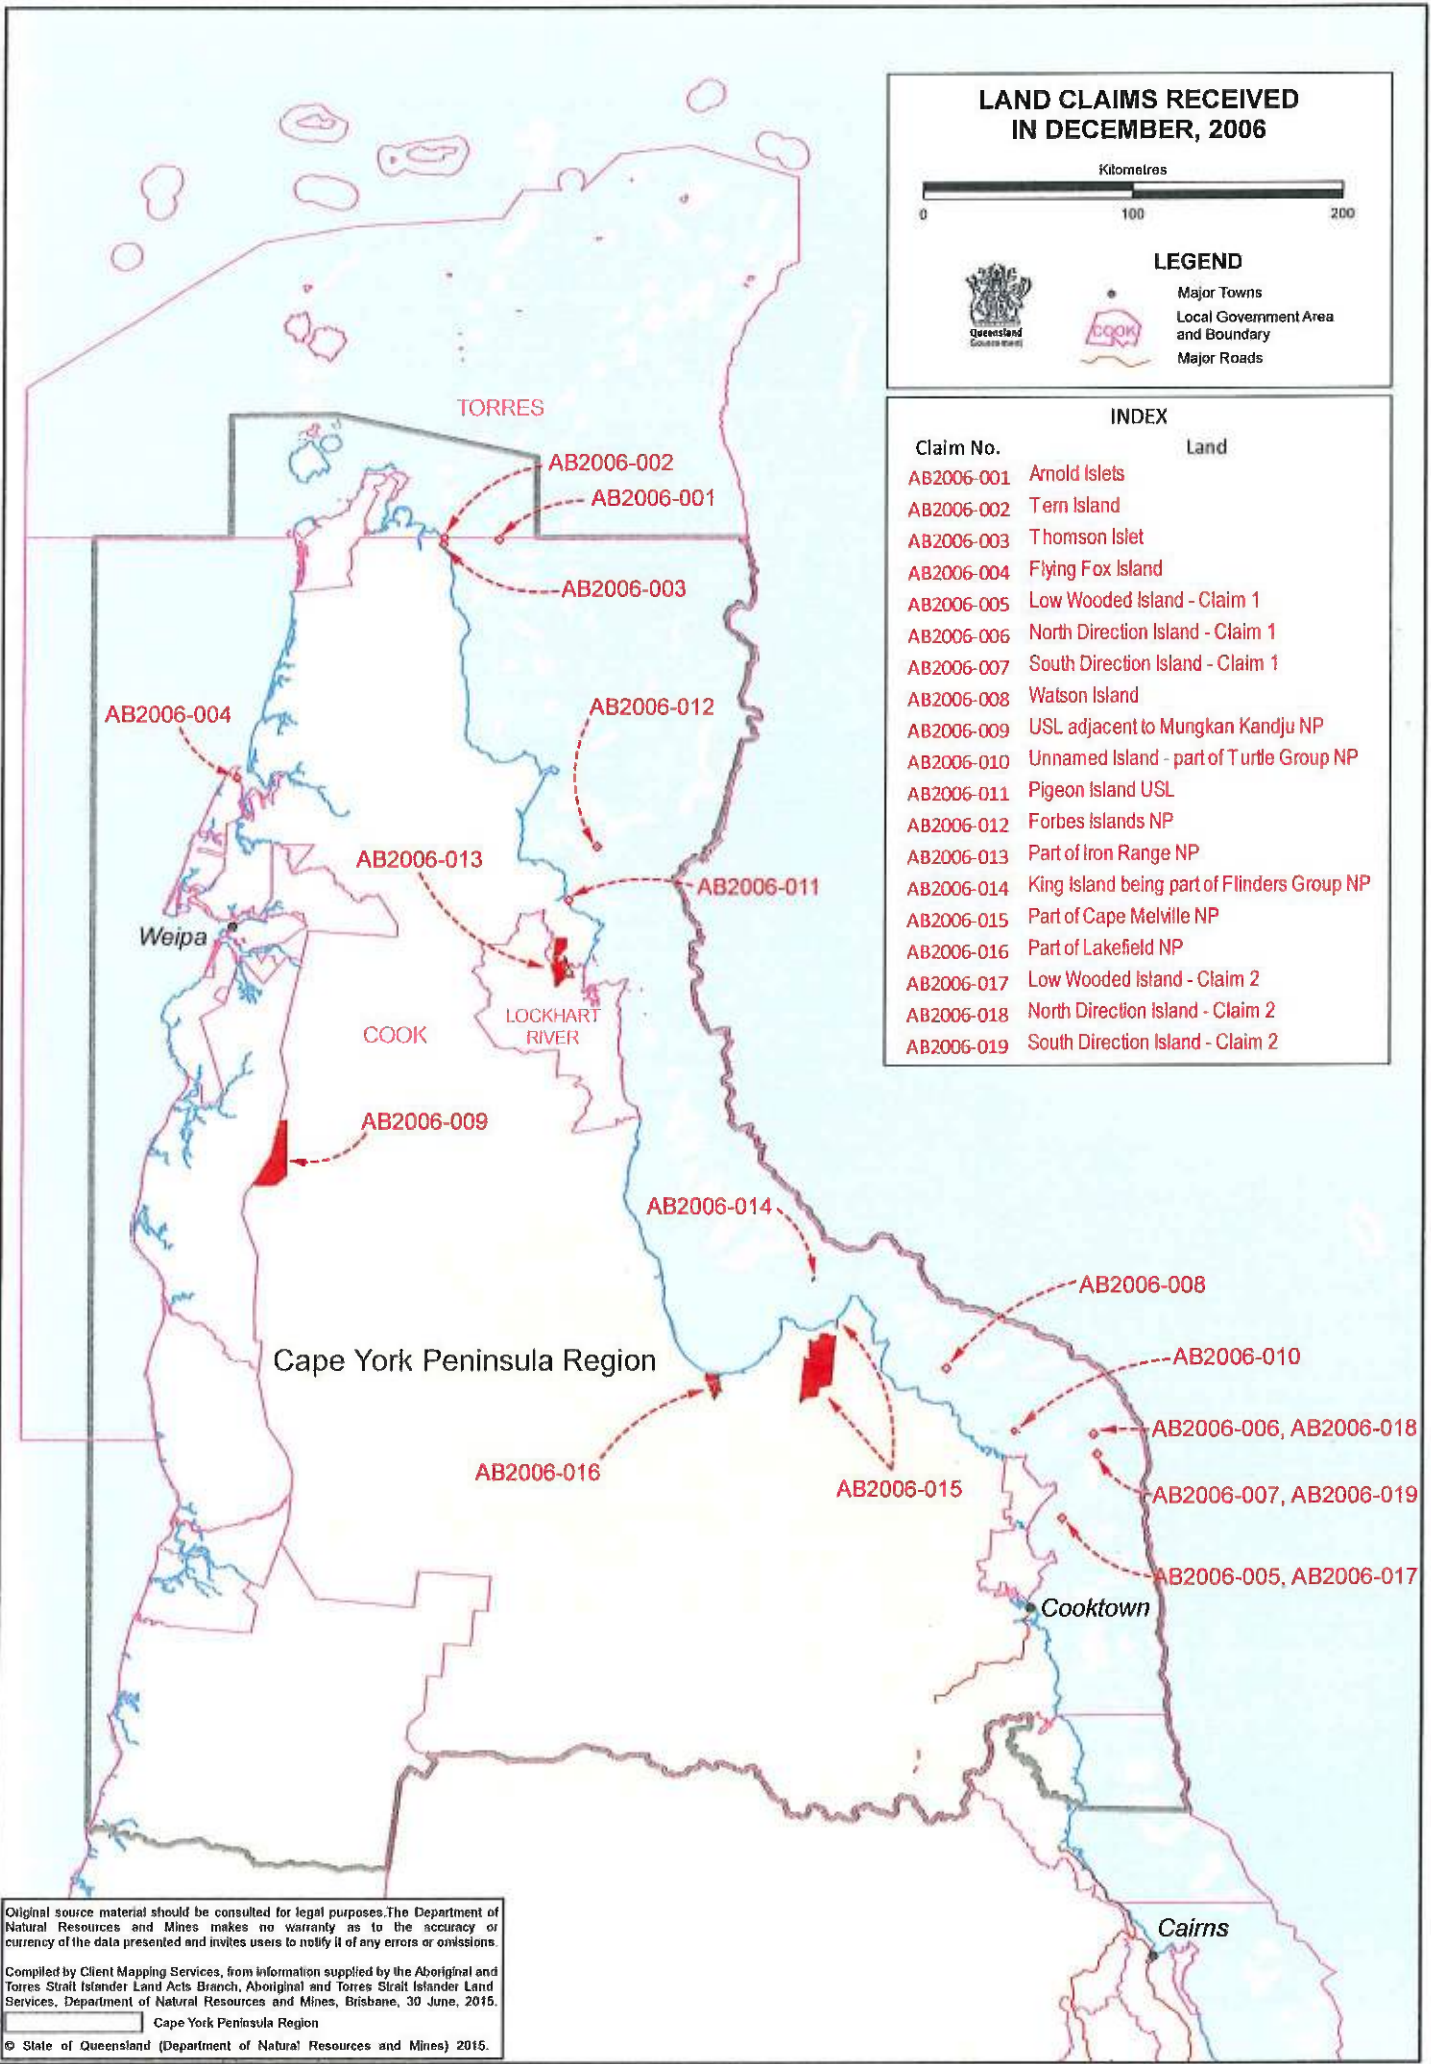 LAND CLAIMS RECEIVED
IN DECEMBER, 2006
Kilometres
0 100 200
LEGEND
Major Towns
COOK
Local Government Area
and Boundary
Major Roads
Queensland
Government
INDEX
Claim No. Land
AB2006-001 Arnold Islets
AB2006-002 Tern Island
AB2006-003 Thomson Islet
AB2006-004 Flying Fox Island
AB2006-005 Low Wooded Island - Claim 1
AB2006-006 North Direction Island - Claim 1
AB2006-007 South Direction Island - Claim 1
AB2006-008 Watson Island
AB2006-009 USL adjacent to Mungkan Kandju NP
AB2006-010 Unnamed Island - part of Turtle Group NP
AB2006-011 Pigeon Island USL
AB2006-012 Forbes Islands NP
AB2006-013 Part of Iron Range NP
AB2006-014 King Island being part of Flinders Group NP
AB2006-015 Part of Cape Melville NP
AB2006-016 Part of Lakefield NP
AB2006-017 Low Wooded Island - Claim 2
AB2006-018 North Direction Island - Claim 2
AB2006-019 South Direction Island - Claim 2
TORRES
AB2006-002
AB2006-001
AB2006-003
AB2006-004
AB2006-012
AB2006-013
AB2006-011
Weipa
LOCKHART
RIVER
COOK
AB2006-009
AB2006-014
AB2006-008
Cape York Peninsula Region
AB2006-010
AB2006-006, AB2006-018
AB2006-016
AB2006-015
AB2006-007, AB2006-019
AB2006-005, AB2006-017
Cooktown
Cairns
Original source material should be consulted for legal purposes.The Department of
Natural Resources and Mines makes no warranty as to the accuracy or
currency of the data presented and invites users to notify it of any errors or omissions.
Compiled by Client Mapping Services, from information supplied by the Aboriginal and
Torres Strait Islander Land Acts Branch, Aboriginal and Torres Strait Islander Land
Services, Department of Natural Resources and Mines, Brisbane, 30 June, 2015.
Cape York Peninsula Region
© State of Queensland (Department of Natural Resources and Mines) 2015.